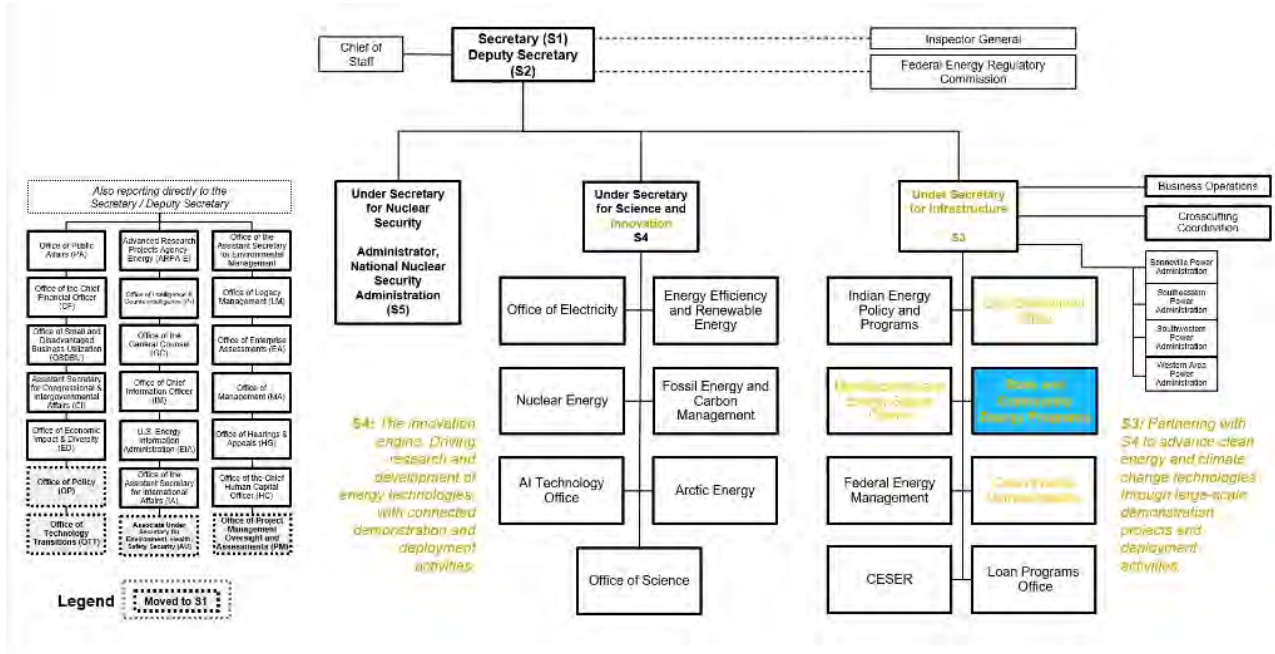 Secretary (S1)
Deputy Secretary
(S2)
Chief of
Staff
Inspector General
Federal Energy Regulatory
Commission
Also reporting directly to the
Secretary / Deputy Secretary
Office of Public
Affairs (PA)
Advanced Research
Projects Agency
Energy (ARPA-E)
Office of the
Assistant Secretary
for Environmental
Management
Office of the Chief
Financial Officer
(CF)
Office of Intelligence &
Counterintelligence (IN)
Office of Legacy
Management (LM)
Office of Small and
Disadvantaged
Business Utilization
(OSDBU)
Office of the
General Counsel
(GC)
Office of Enterprise
Assessments (EA)
Assistant Secretary
for Congressional &
Intergovernmental
Affairs (CI)
Office of Chief
Information Officer
(IM)
Office of
Management (MA)
Office of Economic
Impact & Diversity
(ED)
U.S. Energy
Information
Administration (EIA)
Office of Hearings &
Appeals (HG)
Office of Policy
(OP)
Office of the
Assistant Secretary
for International
Affairs (IA)
Office of the Chief
Human Capital
Officer (HC)
Office of
Technology
Transitions (OTT)
Associate Under
Secretary for
Environment, Health,
Safety Security (AU)
Office of Project
Management
Oversight and
Assessments (PM)
Legend
Moved to S1
Under Secretary
for Nuclear
Security
Administrator,
National Nuclear
Security
Administration
(S5)
Under Secretary
for Science and
Innovation
S4
Office of Electricity
Energy Efficiency
and Renewable
Energy
Nuclear Energy
Fossil Energy and
Carbon
Management
AI Technology
Office
Arctic Energy
Office of Science
S4: The innovation
engine. Driving
research and
development of
energy technologies,
with connected
demonstration and
deployment
activities.
Under Secretary
for Infrastructure
S3
Business Operations
Crosscutting
Coordination
Bonneville Power
Administration
Southeastern
Power
Administration
Southwestern
Power
Administration
Western Area
Power
Administration
Indian Energy
Policy and
Programs
State and
Community
Energy Programs
Federal Energy
Management
CESER
Loan Programs
Office
S3: Partnering with
S4 to advance clean
energy and climate
change technologies
through large-scale
demonstration
projects and
deployment
activities.